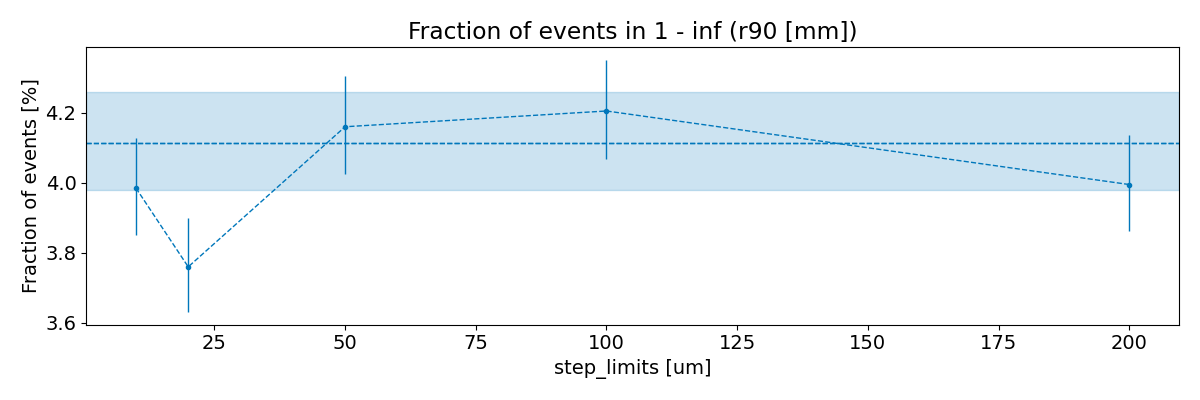 Fraction of events in 1 - inf (r90 [mm])
Fraction of events [%]
4.2
4.0
3.8
3.6
25 50 75 100 125 150 175 200
step_limits [um]